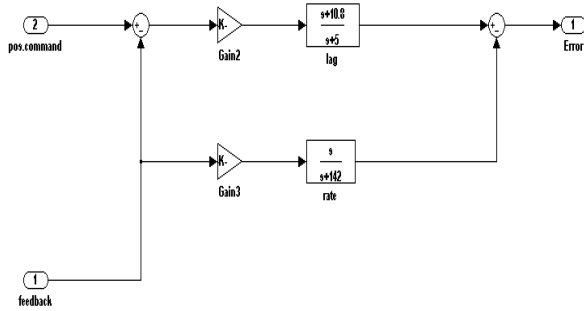 2
pos.command
+
-
K-
Gain2
s+10.8
s+5
lag
+
-
1
Error
K-
Gain3
s
s+142
rate
1
feedback